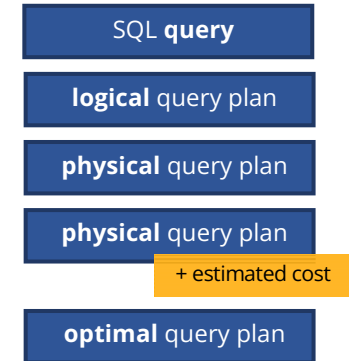 SQL query
logical query plan
physical query plan
physical query plan
+ estimated cost
optimal query plan